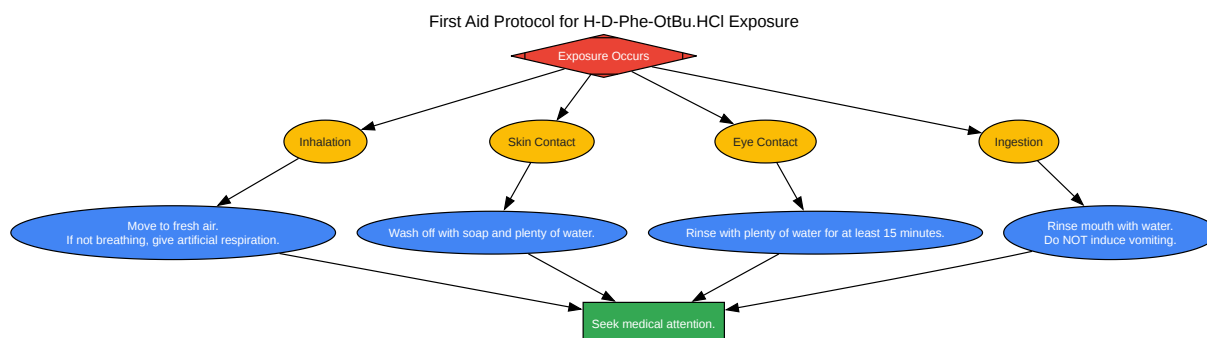 First Aid Protocol for H-D-Phe-OtBu.HCl Exposure
Exposure Occurs
Inhalation
Skin Contact
Eye Contact
Ingestion
Move to fresh air.
If not breathing, give artificial respiration.
Wash off with soap and plenty of water.
Rinse with plenty of water for at least 15 minutes.
Rinse mouth with water.
Do NOT induce vomiting.
Seek medical attention.